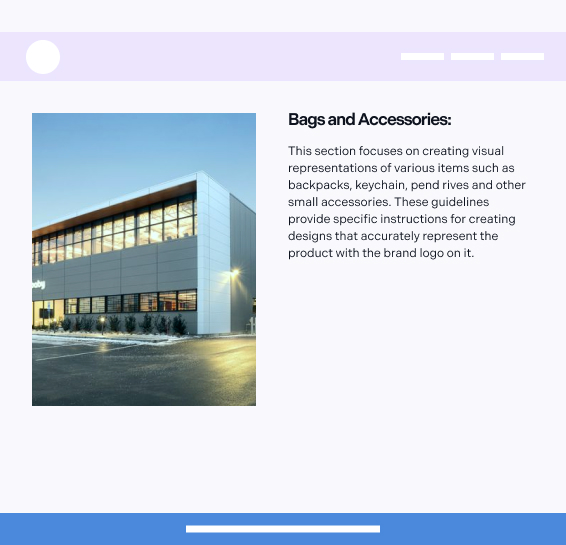 Bags and Accessories:
This section focuses on creating visual
representations of various items such as
backpacks, keychain, pend rives and other
small accessories. These guidelines
provide specific instructions for creating
designs that accurately represent the
product with the brand logo on it.